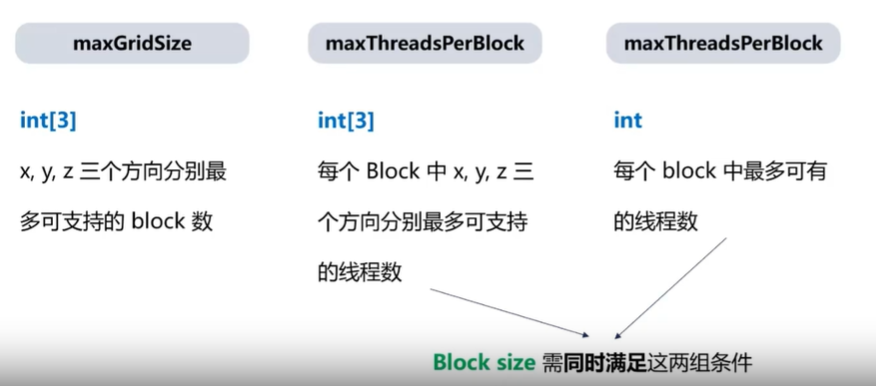 maxGridSize
int[3]
x, y, z 三个方向分别最
多可支持的 block 数
maxThreadsPerBlock
int[3]
每个 Block 中 x, y, z 三
个方向分别最多可支持
的线程数
maxThreadsPerBlock
int
每个 block 中最多可有
的线程数
Block size 需同时满足这两组条件